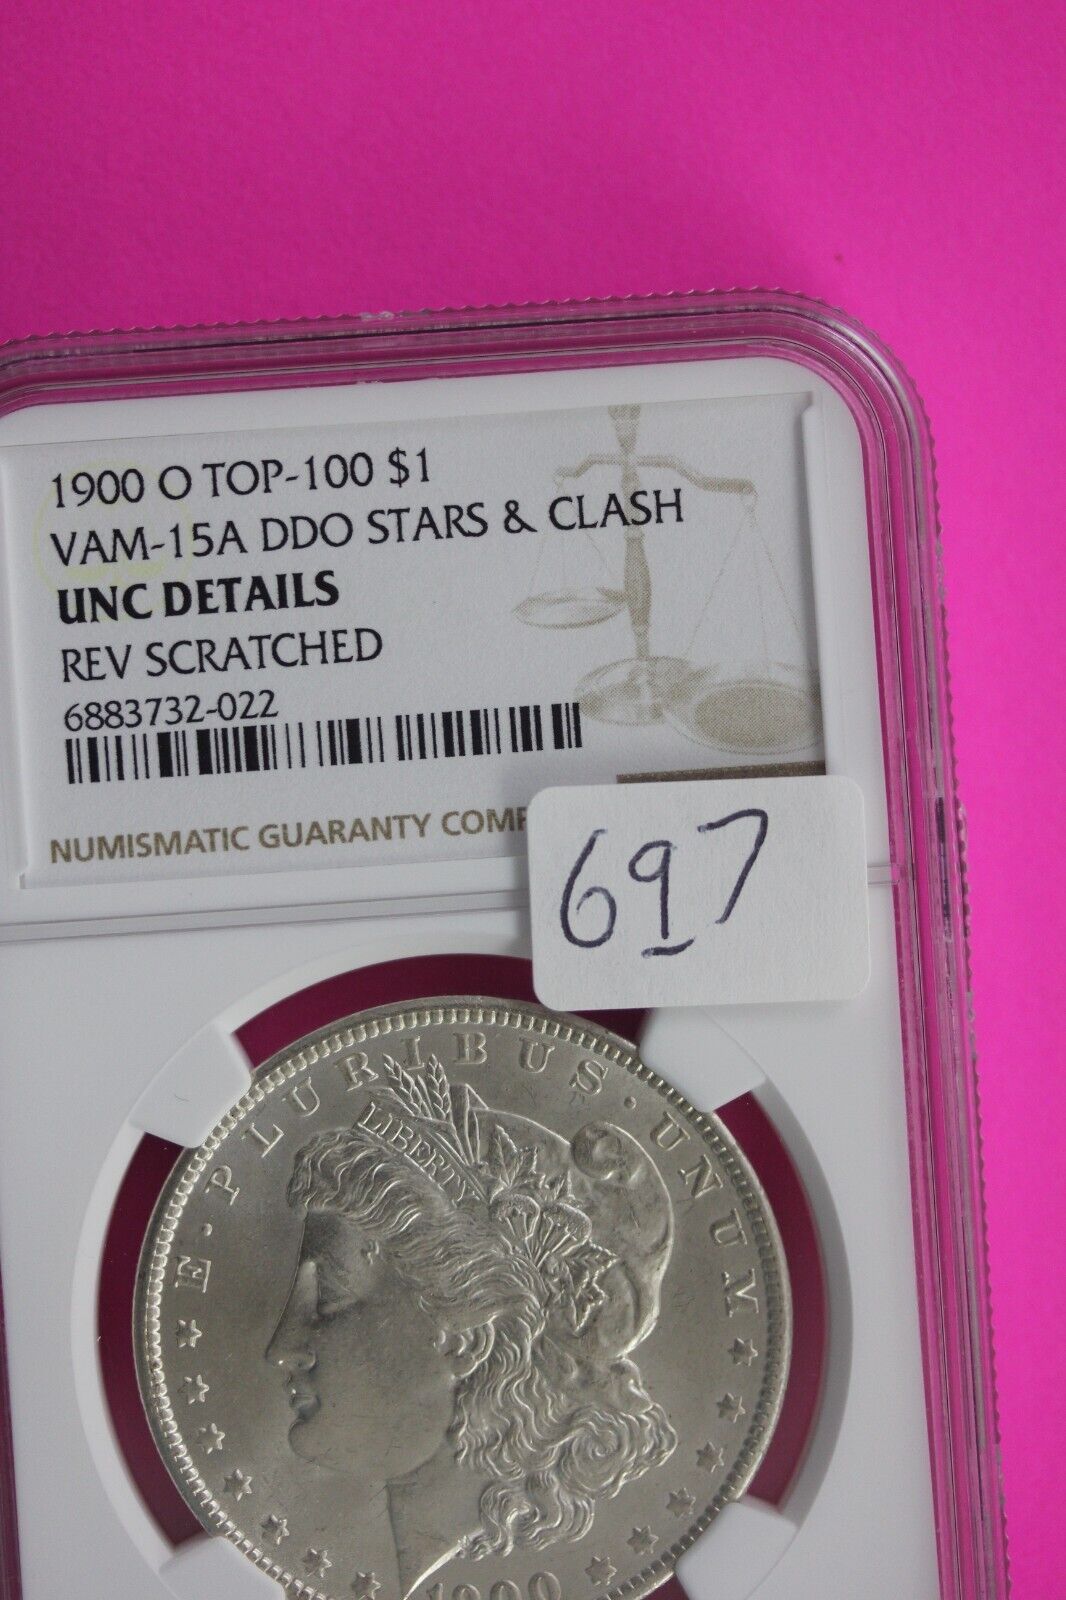 1900 O TOP-100 $1
VAM-15A DDO STARS & CLASH
UNC DETAILS
REV SCRATCHED
6883732-022
NUMISMATIC GUARANTY COMP
697
E·PLURIBUS·UNUM
LIBERTY
1900